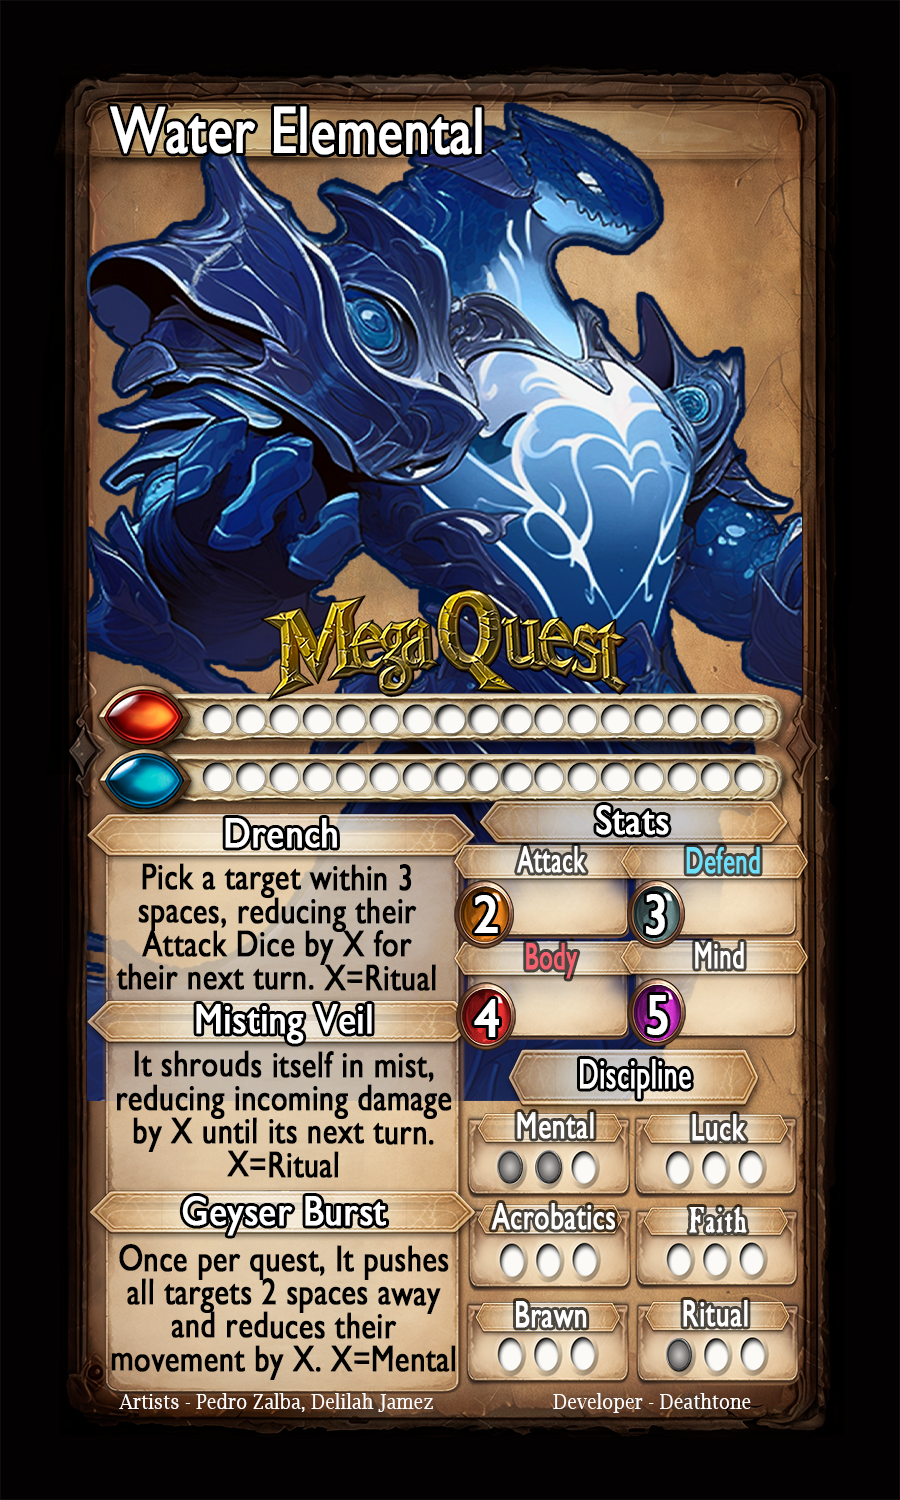 Water Elemental
Mega Quest
Drench
Pick a target within 3
spaces, reducing their
Attack Dice by X for
their next turn. X=Ritual
Misting Veil
It shrouds itself in mist,
reducing incoming damage
by X until its next turn.
X=Ritual
Geyser Burst
Once per quest, It pushes
all targets 2 spaces away
and reduces their
movement by X. X=Mental
Stats
Attack Defend
2 3
Body Mind
4 5
Discipline
Mental Luck
Acrobatics Faith
Brawn Ritual
Artists - Pedro Zalba, Delilah Jamez Developer - Deathtone